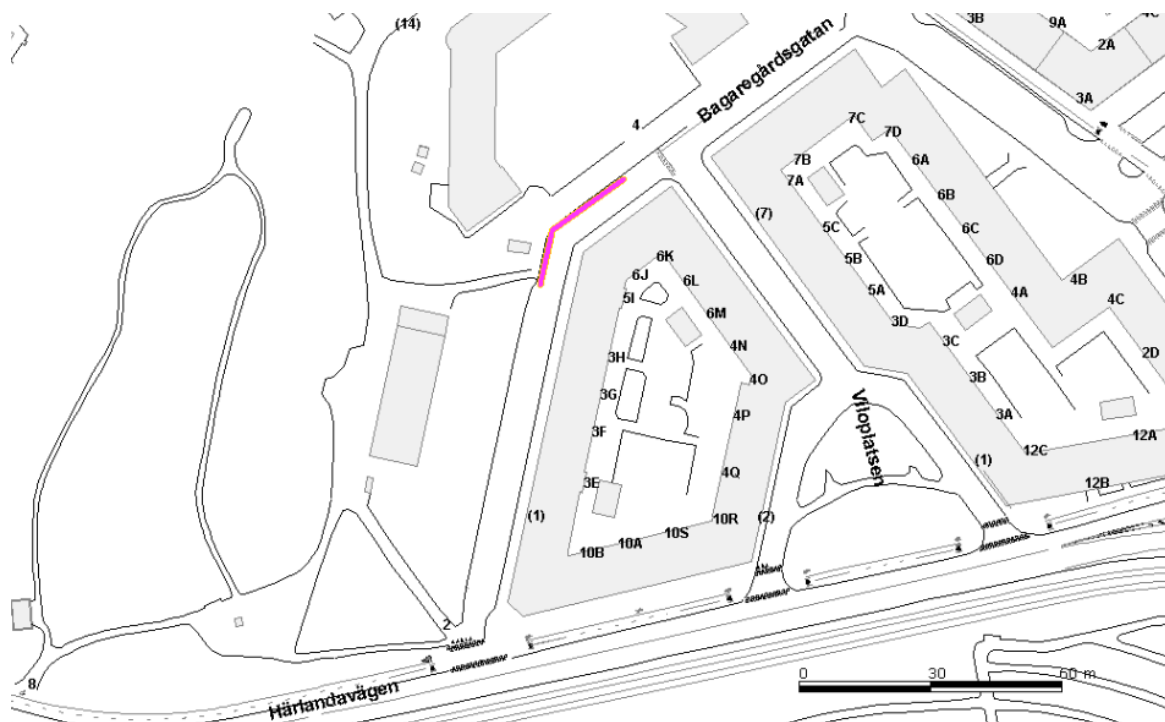 (14)
3B
9A
4C
2A
3A
Bagaregårdsgatan
4
7C
7D
7B
7A
6A
6B
(7)
5C
6C
5B
6D
5A
4A
4B
4C
3D
3C
2D
3B
3A
6K
6J
6L
5I
6M
4N
3H
4O
3G
4P
3F
4Q
3E
10R
10S
10A
10B
(1)
(2)
Viloplatsen
(1)
12C
12A
12B
2
8
Härlandavägen
0 30 60 m